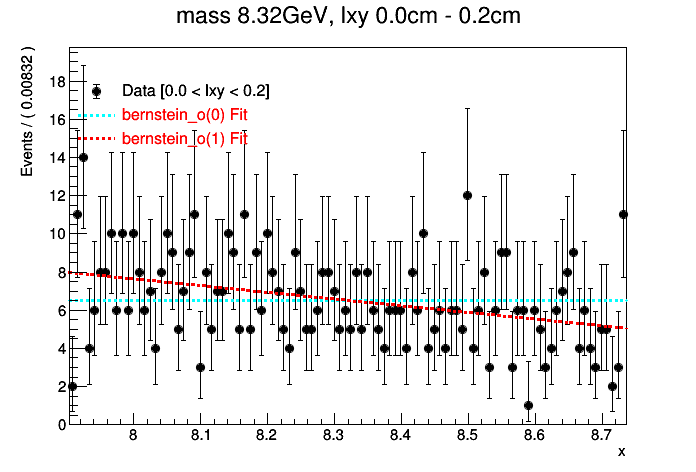 mass 8.32GeV, lxy 0.0cm - 0.2cm
Events / ( 0.00832 )
Data [0.0 < lxy < 0.2]
bernstein_o(0) Fit
bernstein_o(1) Fit
18
16
14
12
10
8
6
4
2
0
8 8.1 8.2 8.3 8.4 8.5 8.6 8.7
x